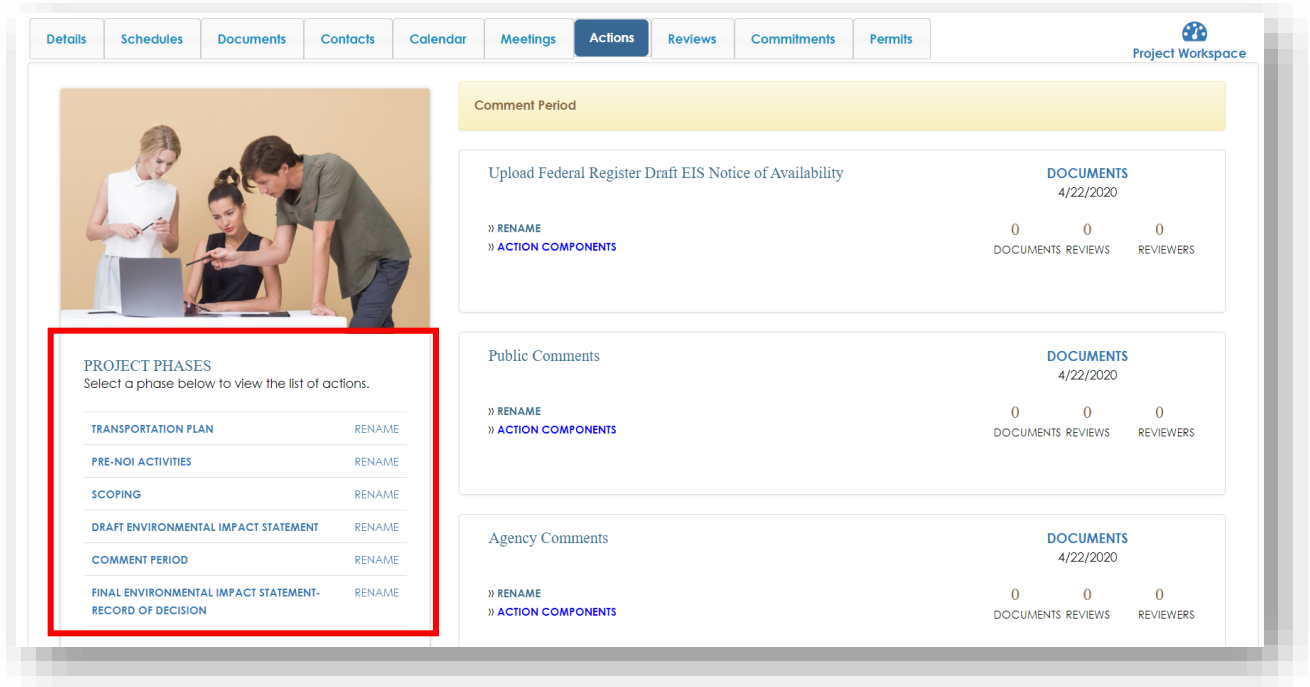 Details Schedules Documents Contacts Calendar Meetings Actions Reviews Commitments Permits
Project Workspace
PROJECT PHASES
Select a phase below to view the list of actions.
TRANSPORTATION PLAN RENAME
PRE-NOI ACTIVITIES RENAME
SCOPING RENAME
DRAFT ENVIRONMENTAL IMPACT STATEMENT RENAME
COMMENT PERIOD RENAME
FINAL ENVIRONMENTAL IMPACT STATEMENT- RENAME
RECORD OF DECISION
Comment Period
Upload Federal Register Draft EIS Notice of Availability
» RENAME
» ACTION COMPONENTS
DOCUMENTS
4/22/2020
0 0 0
DOCUMENTS REVIEWS REVIEWERS
Public Comments
» RENAME
» ACTION COMPONENTS
DOCUMENTS
4/22/2020
0 0 0
DOCUMENTS REVIEWS REVIEWERS
Agency Comments
» RENAME
» ACTION COMPONENTS
DOCUMENTS
4/22/2020
0 0 0
DOCUMENTS REVIEWS REVIEWERS